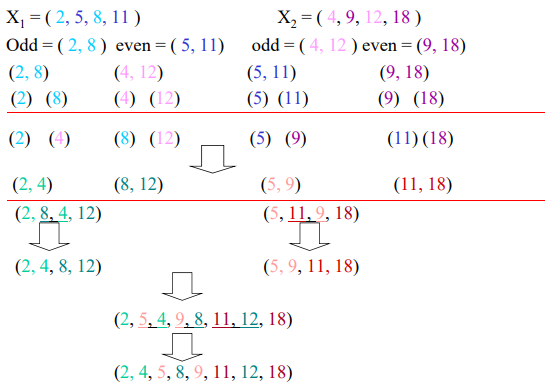 X1 = ( 2, 5, 8, 11 ) X2 = ( 4, 9, 12, 18 )
Odd = ( 2, 8 ) even = ( 5, 11) odd = ( 4, 12 ) even = (9, 18)
(2, 8) (4, 12) (5, 11) (9, 18)
(2) (8) (4) (12) (5) (11) (9) (18)
(2) (4) (8) (12) (5) (9) (11) (18)
(2, 4) (8, 12) (5, 9) (11, 18)
(2, 8, 4, 12) (5, 11, 9, 18)
(2, 4, 8, 12) (5, 9, 11, 18)
(2, 5, 4, 9, 8, 11, 12, 18)
(2, 4, 5, 8, 9, 11, 12, 18)